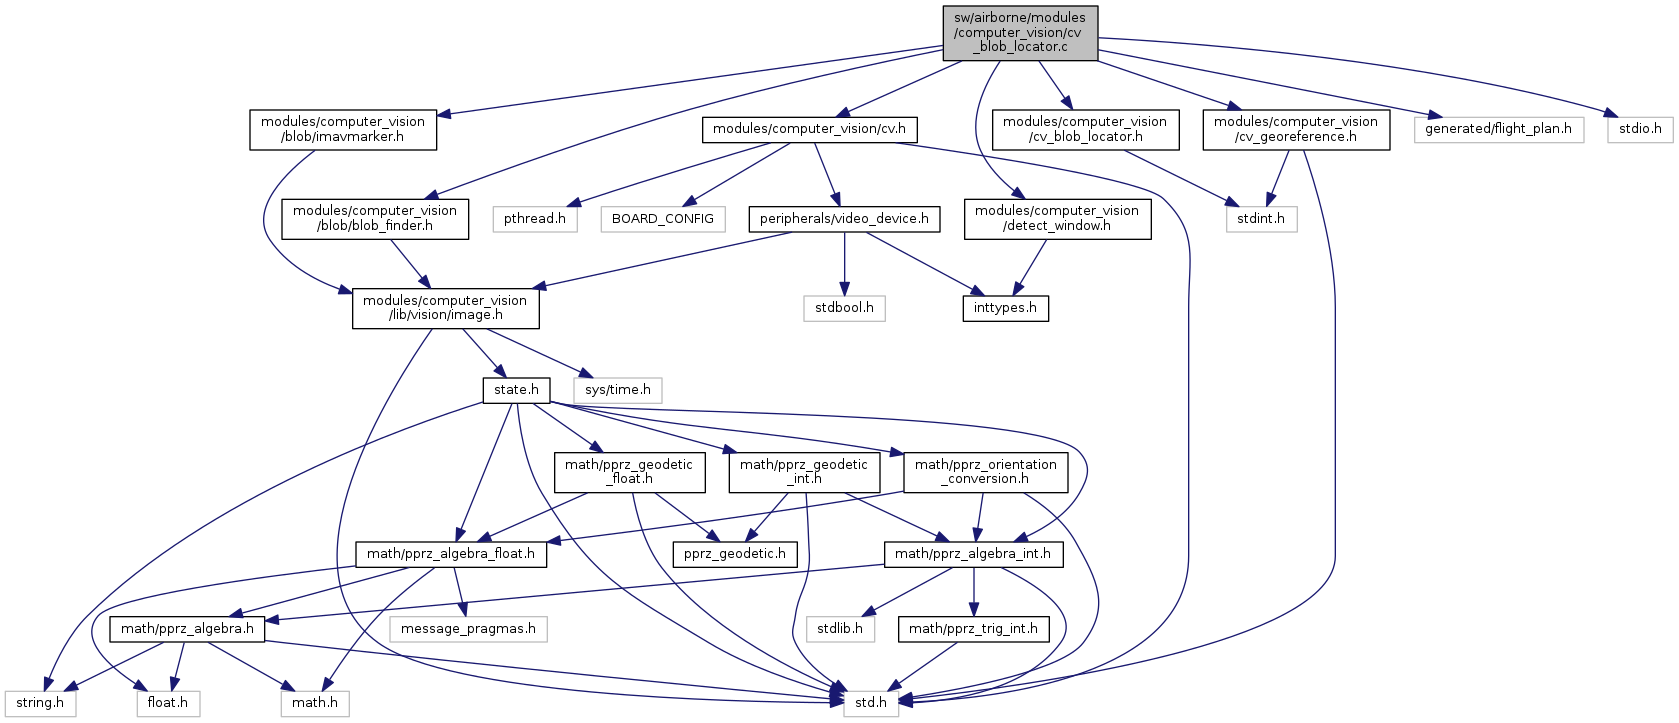 sw/airborne/modules
/computer_vision/cv
_blob_locator.c
modules/computer_vision
/blob/imavmarker.h
modules/computer_vision/cv.h
modules/computer_vision
/cv_blob_locator.h
modules/computer_vision
/cv_georeference.h
generated/flight_plan.h
stdio.h
modules/computer_vision
/blob/blob_finder.h
pthread.h
BOARD_CONFIG
peripherals/video_device.h
modules/computer_vision
/detect_window.h
stdint.h
modules/computer_vision
/lib/vision/image.h
stdbool.h
inttypes.h
state.h
sys/time.h
math/pprz_geodetic
_float.h
math/pprz_geodetic
_int.h
math/pprz_orientation
_conversion.h
math/pprz_algebra_float.h
pprz_geodetic.h
math/pprz_algebra_int.h
math/pprz_algebra.h
message_pragmas.h
stdlib.h
math/pprz_trig_int.h
string.h
float.h
math.h
std.h